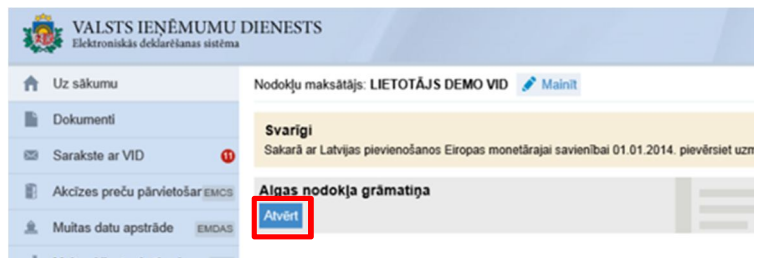 VALSTS IEŅĒMUMU DIENESTS
Elektroniskās deklarēšanas sistēma
Uz sākumu
Nodokļu maksātājs: LIETOTĀJS DEMO VID Mainīt
Dokumenti
Svarīgi
Sakarā ar Latvijas pievienošanos Eiropas monetārajai savienībai 01.01.2014. pievērsiet uzm
Sarakste ar VID 11
Akcīzes preču pārvietošar EMCS
Algas nodokļa grāmatiņa
Atvērt
Muitas datu apstrāde EMDAS